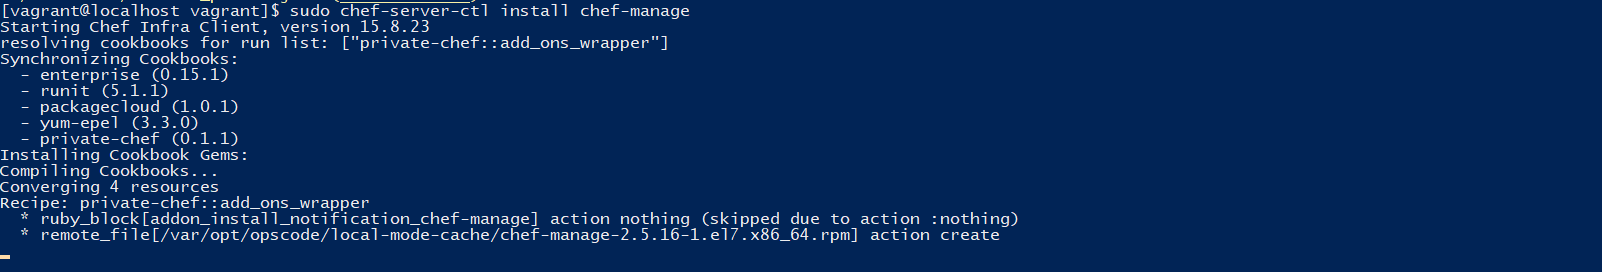 [vagrant@localhost vagrant]$ sudo chef-server-ctl install chef-manage
Starting Chef Infra Client, version 15.8.23
resolving cookbooks for run list: ["private-chef::add_ons_wrapper"]
Synchronizing Cookbooks:
  - enterprise (0.15.1)
  - runit (5.1.1)
  - packagecloud (1.0.1)
  - yum-epel (3.3.0)
  - private-chef (0.1.1)
Installing Cookbook Gems:
Compiling Cookbooks...
Converging 4 resources
Recipe: private-chef::add_ons_wrapper
  * ruby_block[addon_install_notification_chef-manage] action nothing (skipped due to action :nothing)
  * remote_file[/var/opt/opscode/local-mode-cache/chef-manage-2.5.16-1.el7.x86_64.rpm] action create